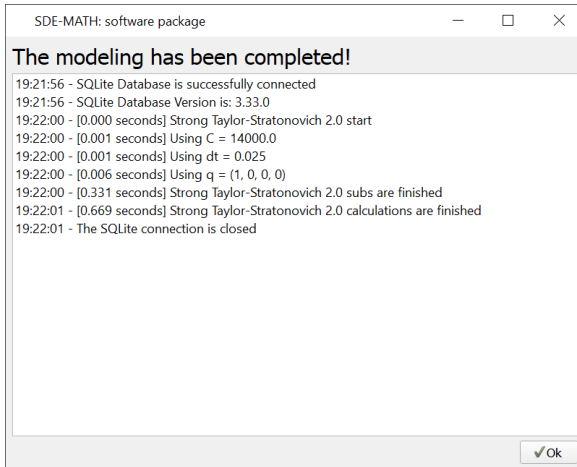 SDE-MATH: software package
The modeling has been completed!
19:21:56 - SQLite Database is successfully connected
19:21:56 - SQLite Database Version is: 3.33.0
19:22:00 - [0.000 seconds] Strong Taylor-Stratonovich 2.0 start
19:22:00 - [0.001 seconds] Using C = 14000.0
19:22:00 - [0.001 seconds] Using dt = 0.025
19:22:00 - [0.006 seconds] Using q = (1, 0, 0, 0)
19:22:00 - [0.331 seconds] Strong Taylor-Stratonovich 2.0 subs are finished
19:22:01 - [0.669 seconds] Strong Taylor-Stratonovich 2.0 calculations are finished
19:22:01 - The SQLite connection is closed
Ok